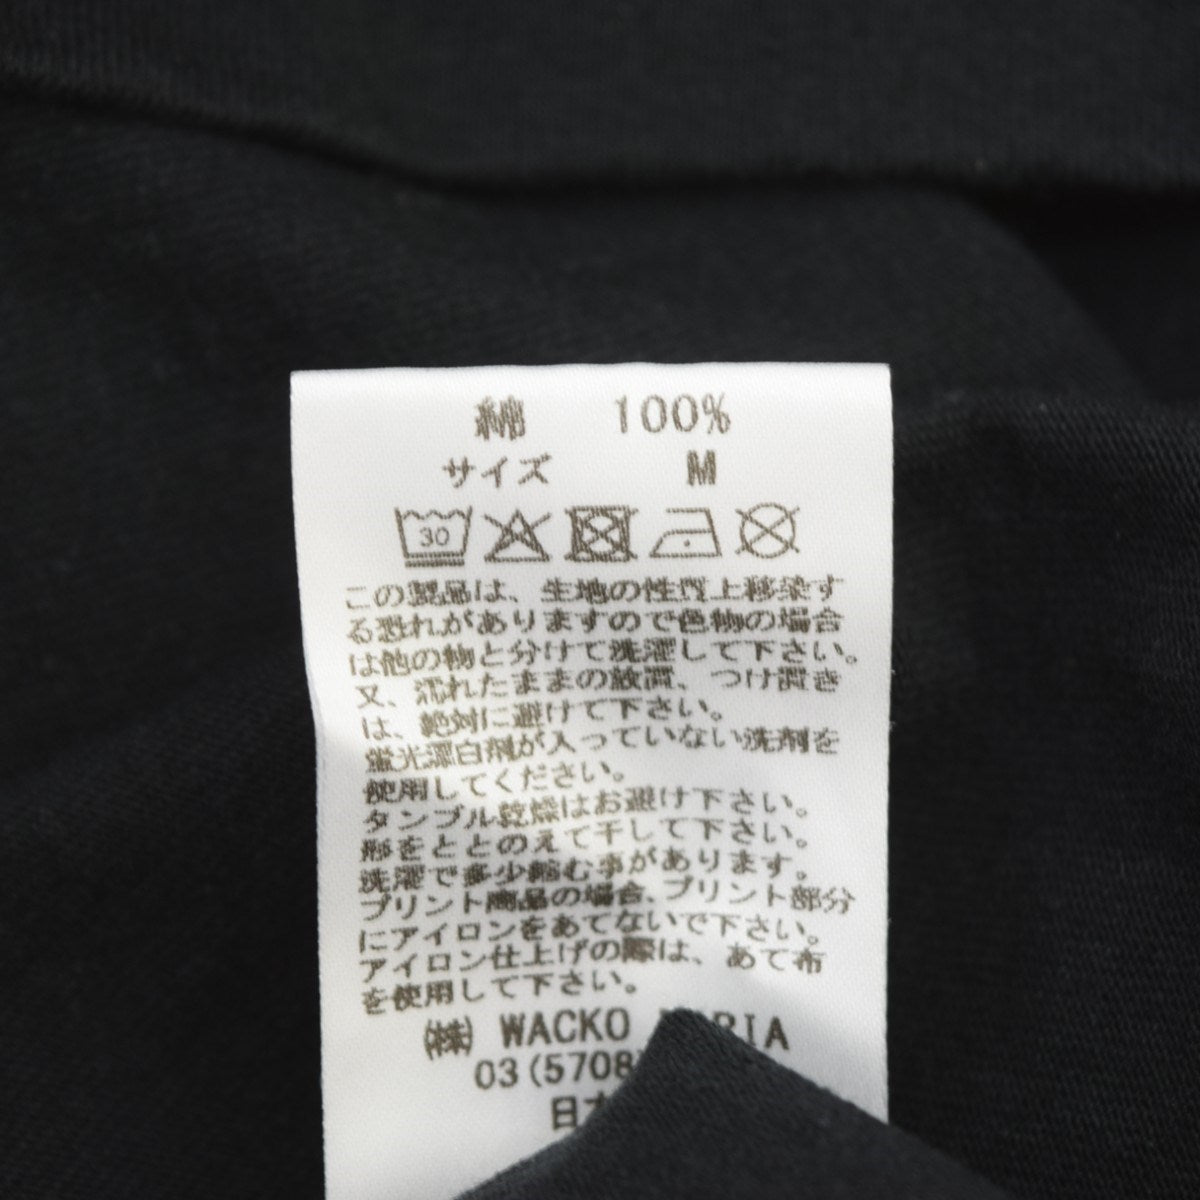 綿 100%
サイズ M
30
この製品は、生地の性質上移染す
る恐れがありますので色物の場合
は他の物と分けて洗濯して下さい。
又、濡れたままの放置、つけ置き
は、絶対に避けて下さい。
蛍光漂白剤が入っていない洗剤を
使用してください。
タンブル乾燥はお避け下さい。
形をととのえて干して下さい。
洗濯で多少縮む事があります。
プリント商品の場合、プリント部分
にアイロンをあてないで下さい。
アイロン仕上げの際は、あて布
を使用して下さい。
㈱ WACKO
03(5708
日